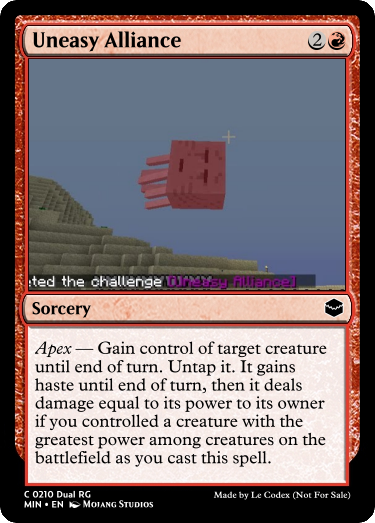 Uneasy Alliance 2
ted the challenge [Uneasy Alliance]
Sorcery
Apex — Gain control of target creature
until end of turn. Untap it. It gains
haste until end of turn, then it deals
damage equal to its power to its owner
if you controlled a creature with the
greatest power among creatures on the
battlefield as you cast this spell.
C 0210 Dual RG
MIN • EN Mojang Studios
Made by Le Codex (Not For Sale)